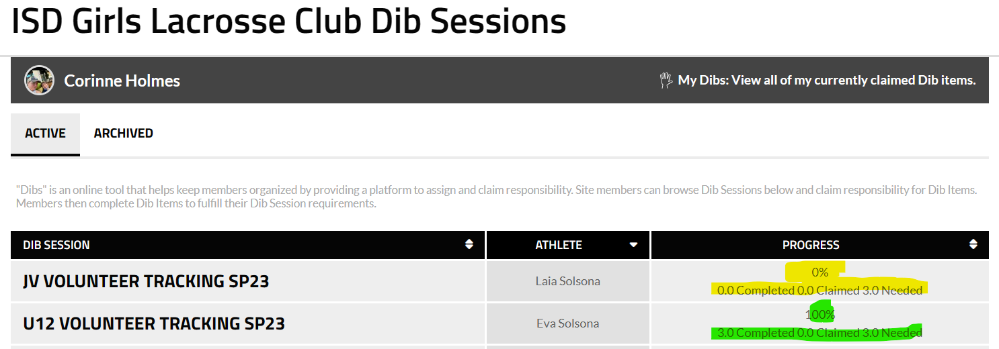 ISD Girls Lacrosse Club Dib Sessions
Corinne Holmes
My Dibs: View all of my currently claimed Dib items.
ACTIVE
ARCHIVED
"Dibs" is an online tool that helps keep members organized by providing a platform to assign and claim responsibility. Site members can browse Dib Sessions below and claim responsibility for Dib Items.
Members then complete Dib Items to fulfill their Dib Session requirements.
DIB SESSION
ATHLETE
PROGRESS
JV VOLUNTEER TRACKING SP23
Laia Solsona
0%
0.0 Completed 0.0 Claimed 3.0 Needed
U12 VOLUNTEER TRACKING SP23
Eva Solsona
100%
3.0 Completed 0.0 Claimed 3.0 Needed